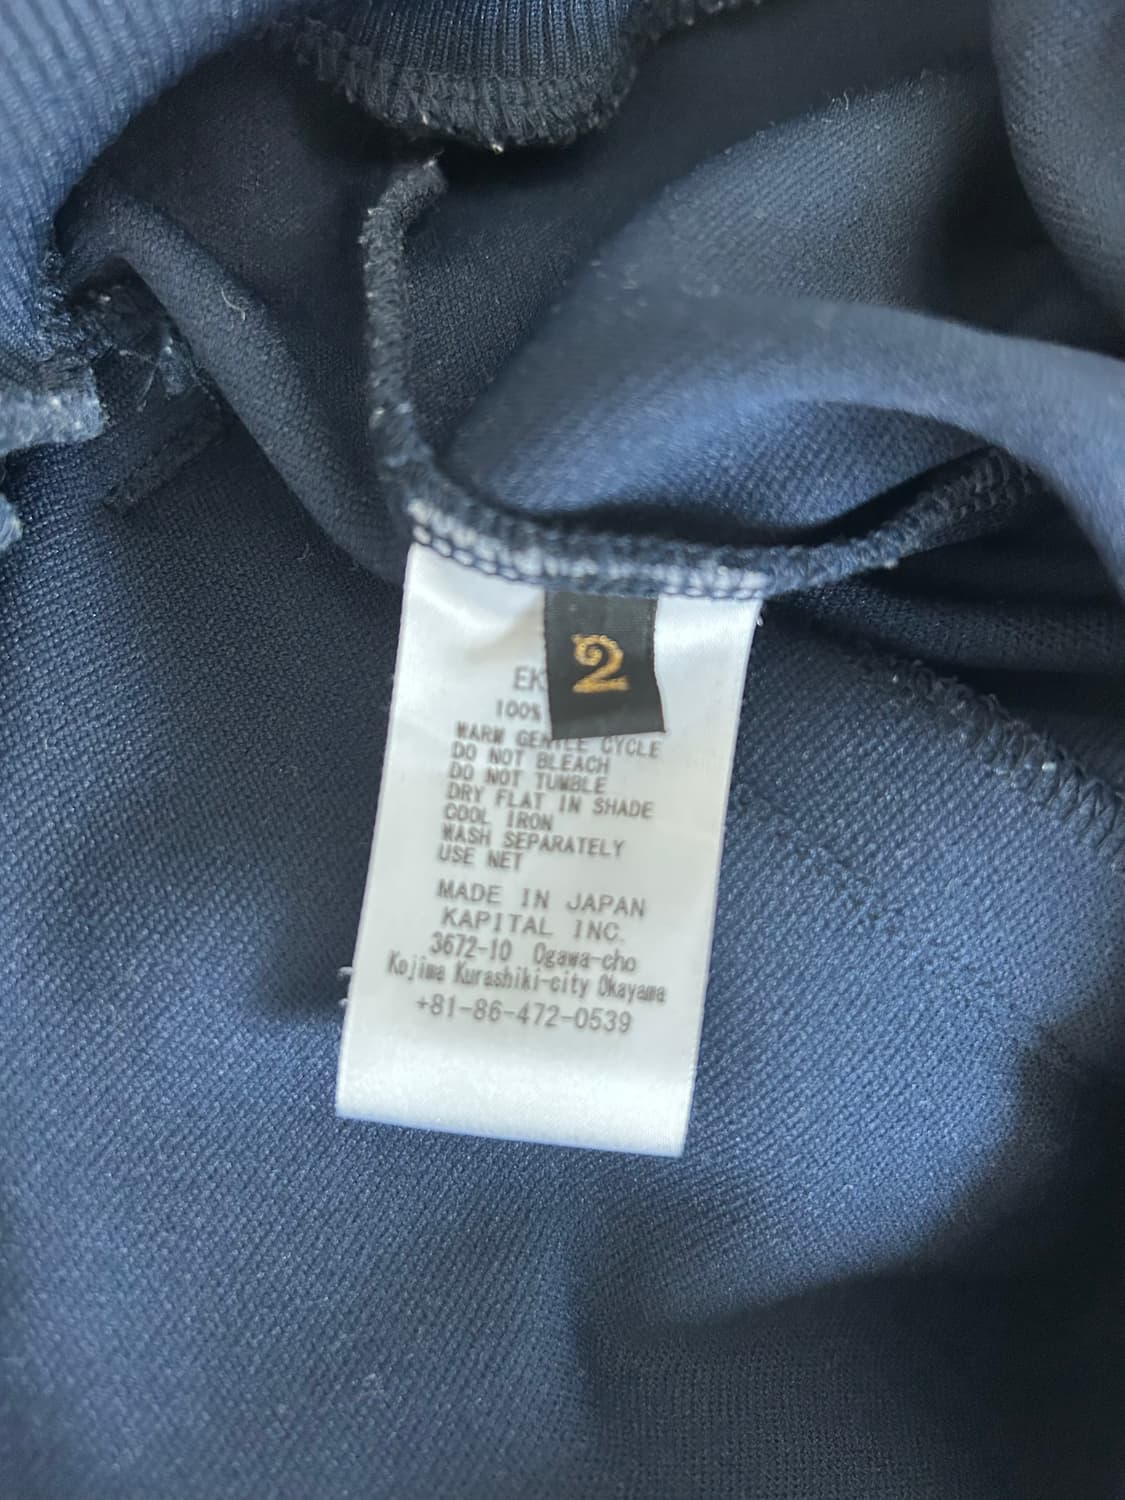 2
EK
100%
WARM GENTLE CYCLE
DO NOT BLEACH
DO NOT TUMBLE
DRY FLAT IN SHADE
COOL IRON
WASH SEPARATELY
USE NET
MADE IN JAPAN
KAPITAL INC.
3672-10 Ogawa-cho
Kojima Kurashiki-city Okayama
+81-86-472-0539